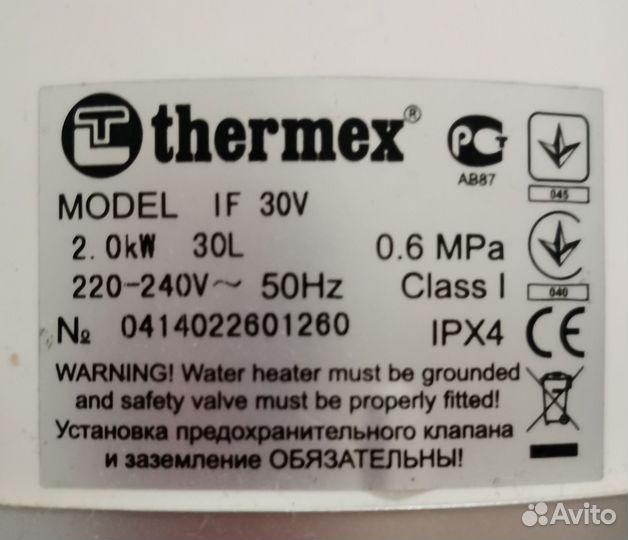 thermex®
PCT
AB87
045
MODEL IF 30V
2.0kW 30L 0.6 MPa
040
220-240V~ 50Hz Class I
№ 0414022601260 IPX4 CE
WARNING! Water heater must be grounded
and safety valve must be properly fitted!
Установка предохранительного клапана
и заземление ОБЯЗАТЕЛЬНЫ!
Avito